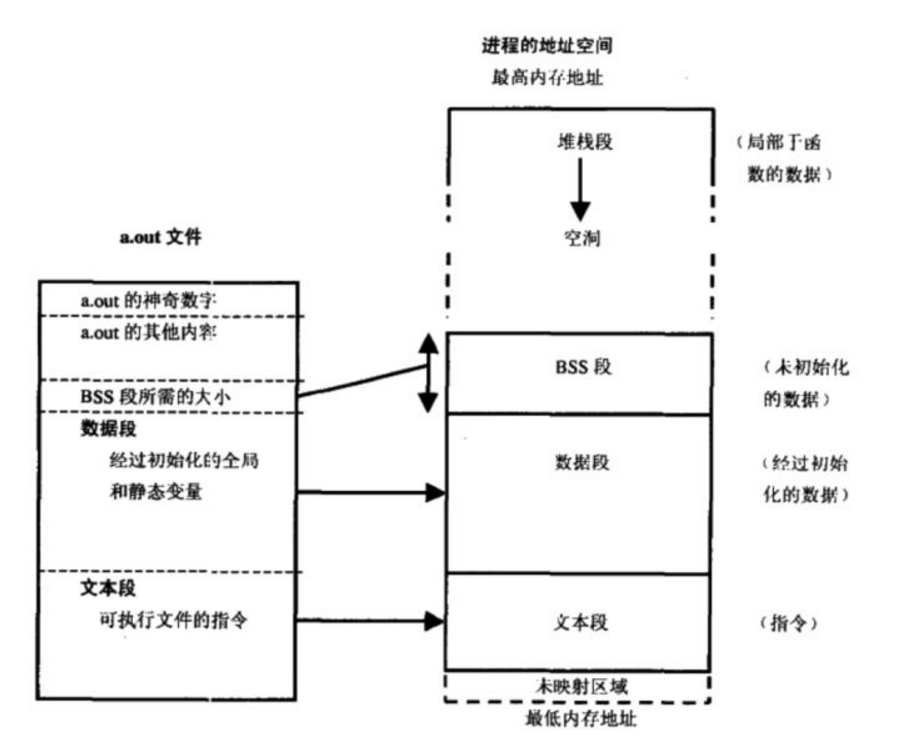 进程的地址空间
最高内存地址
堆栈段
（局部于函
数的数据）
空洞
a.out 文件
a.out 的神奇数字
a.out 的其他内容
BSS 段所需的大小
数据段
经过初始化的全局
和静态变量
文本段
可执行文件的指令
BSS 段
（未初始化
的数据）
数据段
（经过初始
化的数据）
文本段
（指令）
未映射区域
最低内存地址